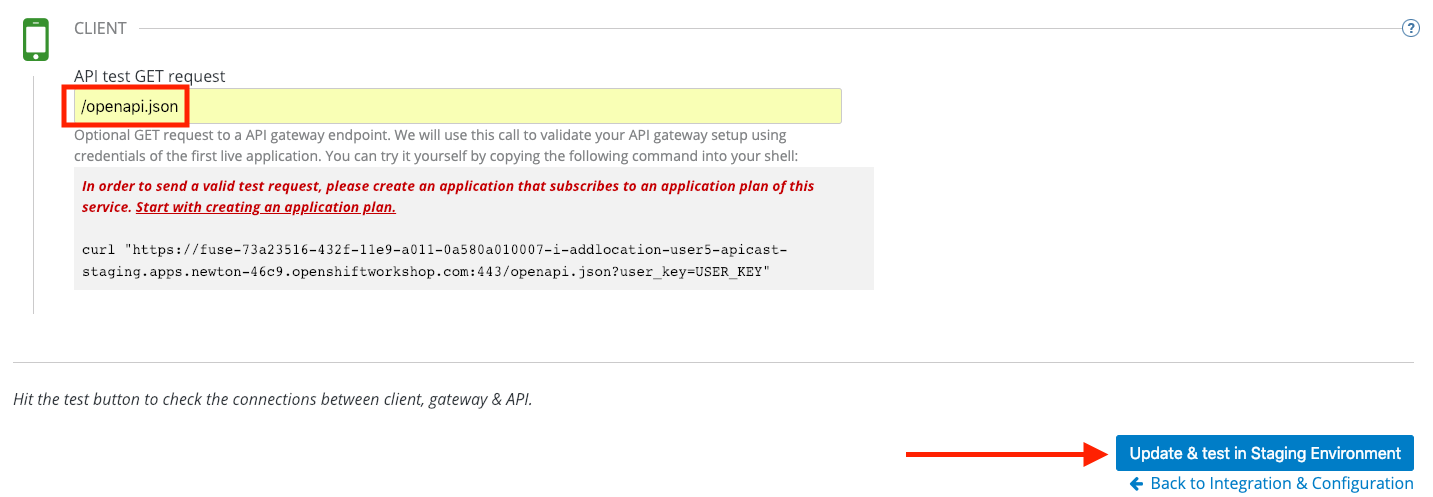 CLIENT
?
API test GET request
/openapi.json
Optional GET request to a API gateway endpoint. We will use this call to validate your API gateway setup using
credentials of the first live application. You can try it yourself by copying the following command into your shell:
In order to send a valid test request, please create an application that subscribes to an application plan of this
service. Start with creating an application plan.
curl "https://fuse-73a23516-432f-11e9-a011-0a580a010007-i-addlocation-user5-apicast-
staging.apps.newton-46c9.openshiftworkshop.com:443/openapi.json?user_key=USER_KEY"
Hit the test button to check the connections between client, gateway & API.
Update & test in Staging Environment
Back to Integration & Configuration